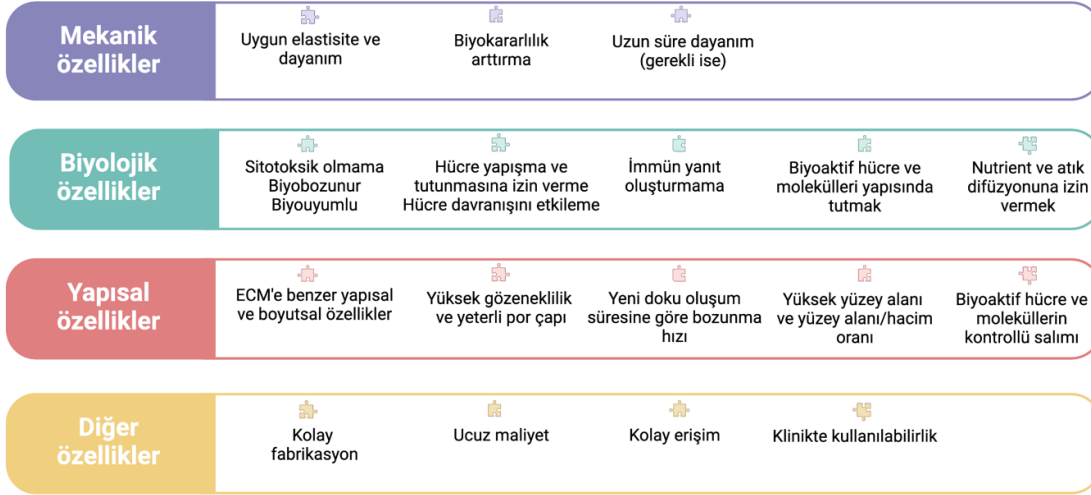 Mekanik
özellikler
Uygun elastisite ve
dayanım
Biyokararlılık
arttırma
Uzun süre dayanım
(gerekli ise)
Biyolojik
özellikler
Sitotoksik olmama
Biyobozunur
Biyouyumlu
Hücre yapışma ve
tutunmasına izin verme
Hücre davranışını etkileme
İmmün yanıt
oluşturmama
Biyoaktif hücre ve
molekülleri yapısında
tutmak
Nutrient ve atık
difüzyonuna izin
vermek
Yapısal
özellikler
ECM'e benzer yapısal
ve boyutsal özellikler
Yüksek gözeneklilik
ve yeterli por çapı
Yeni doku oluşum
süresine göre bozunma
hızı
Yüksek yüzey alanı
ve yüzey alanı/hacim
oranı
Biyoaktif hücre ve
moleküllerin
kontrollü salımı
Diğer
özellikler
Kolay
fabrikasyon
Ucuz maliyet
Kolay erişim
Klinikte kullanılabilirlik